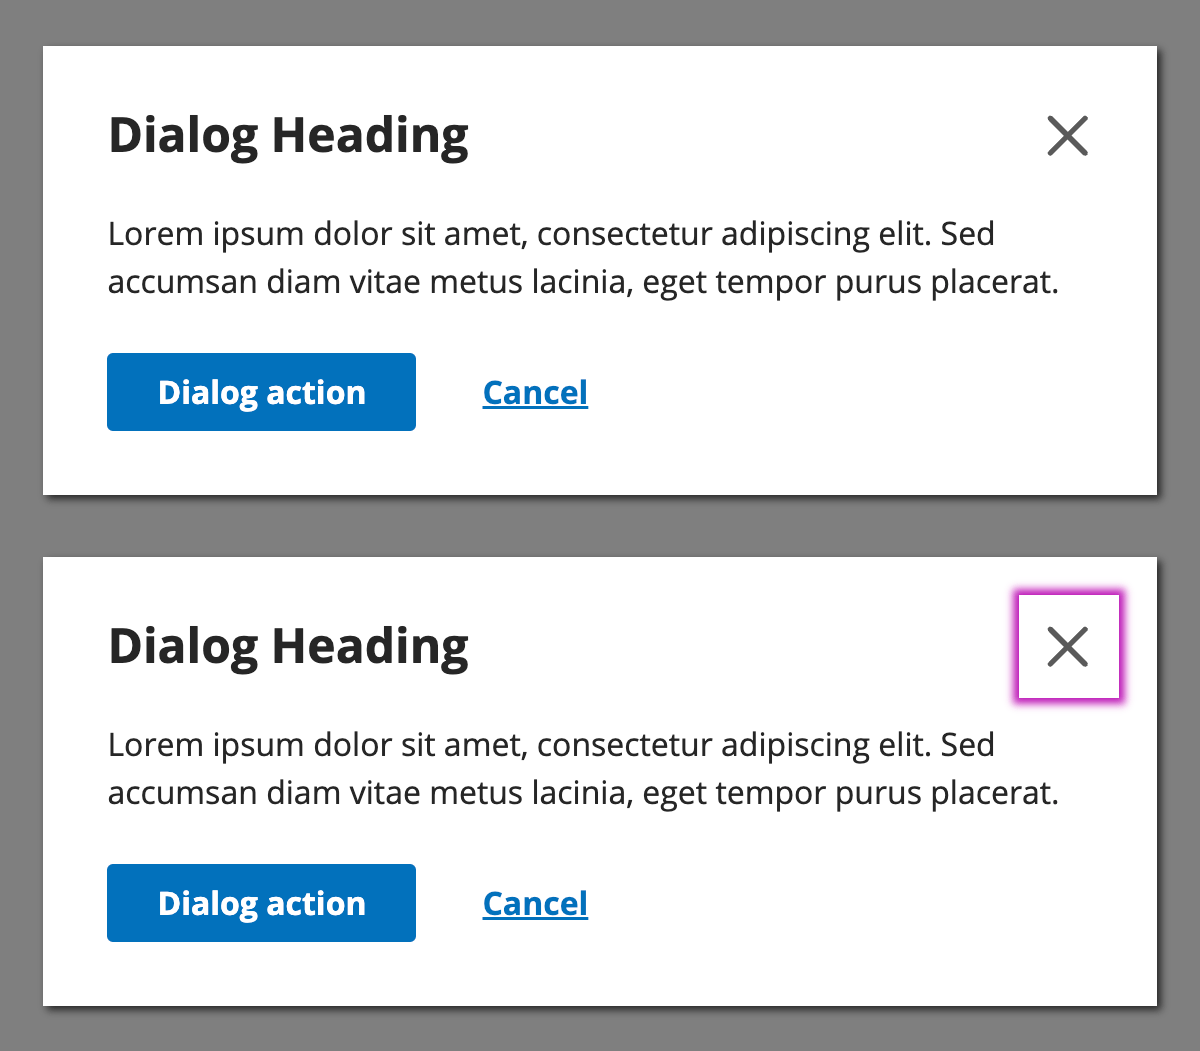 Dialog Heading
Lorem ipsum dolor sit amet, consectetur adipiscing elit. Sed
accumsan diam vitae metus lacinia, eget tempor purus placerat.
Dialog action Cancel
Dialog Heading
Lorem ipsum dolor sit amet, consectetur adipiscing elit. Sed
accumsan diam vitae metus lacinia, eget tempor purus placerat.
Dialog action Cancel